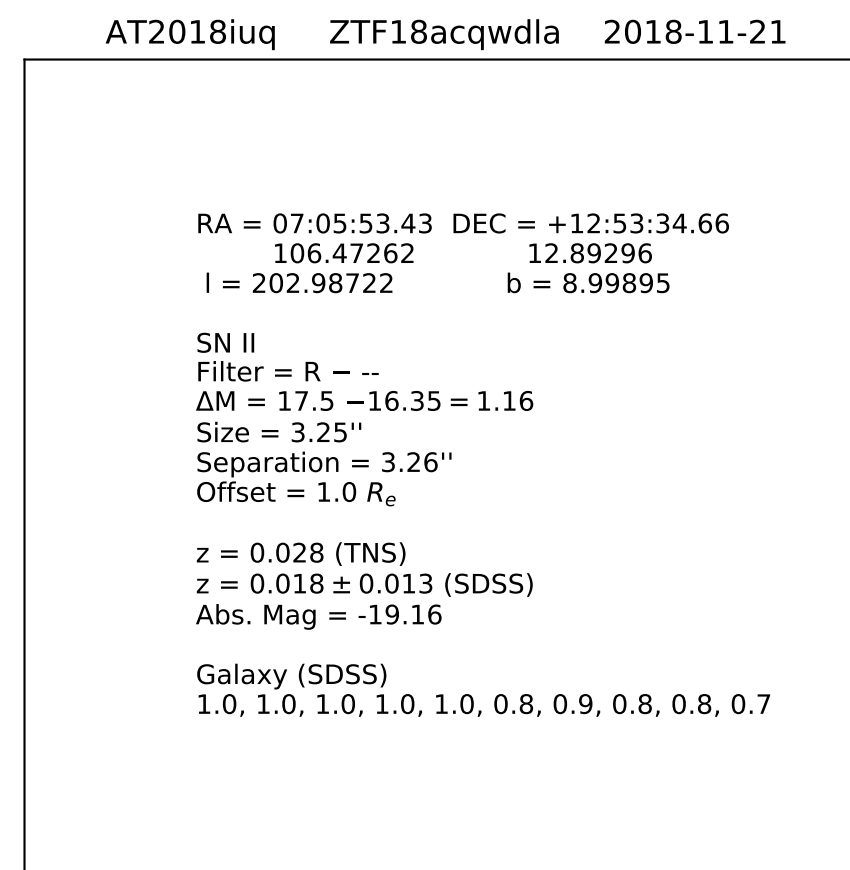 AT2018iuq ZTF18acqwdla 2018-11-21
RA = 07:05:53.43 DEC = +12:53:34.66
106.47262 12.89296
l = 202.98722 b = 8.99895
SN II
Filter = R − --
ΔM = 17.5 −16.35 = 1.16
Size = 3.25''
Separation = 3.26''
Offset = 1.0 Re
z = 0.028 (TNS)
z = 0.018 ± 0.013 (SDSS)
Abs. Mag = -19.16
Galaxy (SDSS)
1.0, 1.0, 1.0, 1.0, 1.0, 0.8, 0.9, 0.8, 0.8, 0.7